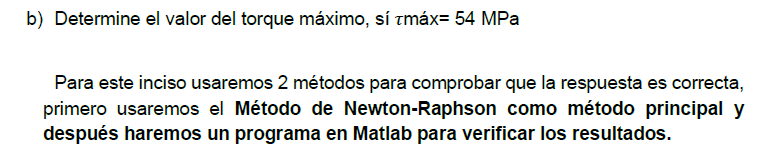 b) Determine el valor del torque máximo, sí τmáx= 54 MPa
Para este inciso usaremos 2 métodos para comprobar que la respuesta es correcta,
primero usaremos el Método de Newton-Raphson como método principal y
después haremos un programa en Matlab para verificar los resultados.